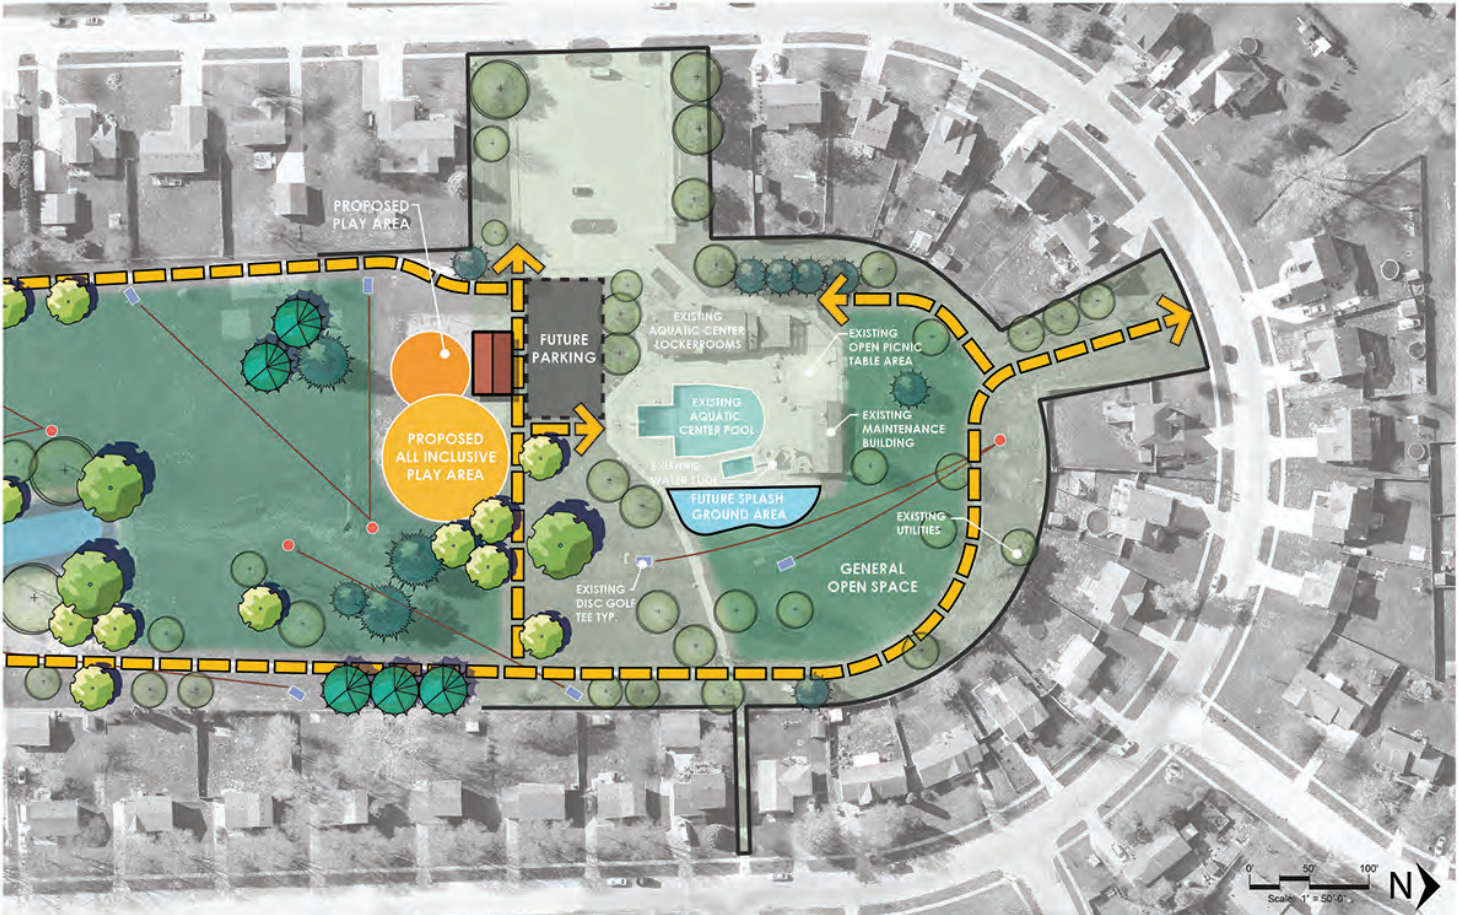 PROPOSED
PLAY AREA
FUTURE
PARKING
EXISTING
AQUATIC CENTER
LOCKERROOMS
EXISTING
OPEN PICNIC
TABLE AREA
EXISTING
AQUATIC
CENTER POOL
EXISTING
MAINTENANCE
BUILDING
PROPOSED
ALL INCLUSIVE
PLAY AREA
EXISTING
WATER SLIDE
FUTURE SPLASH
GROUND AREA
EXISTING
UTILITIES
GENERAL
OPEN SPACE
EXISTING
DISC GOLF
TEE TYP.
0' 50' 100'
Scale: 1" = 50'-0"
N